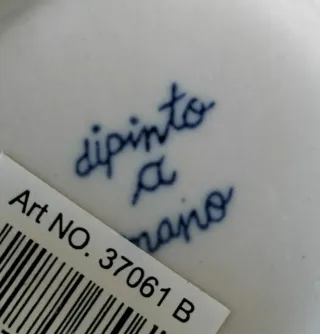 dipinto
a
mano
Art NO. 37061 B